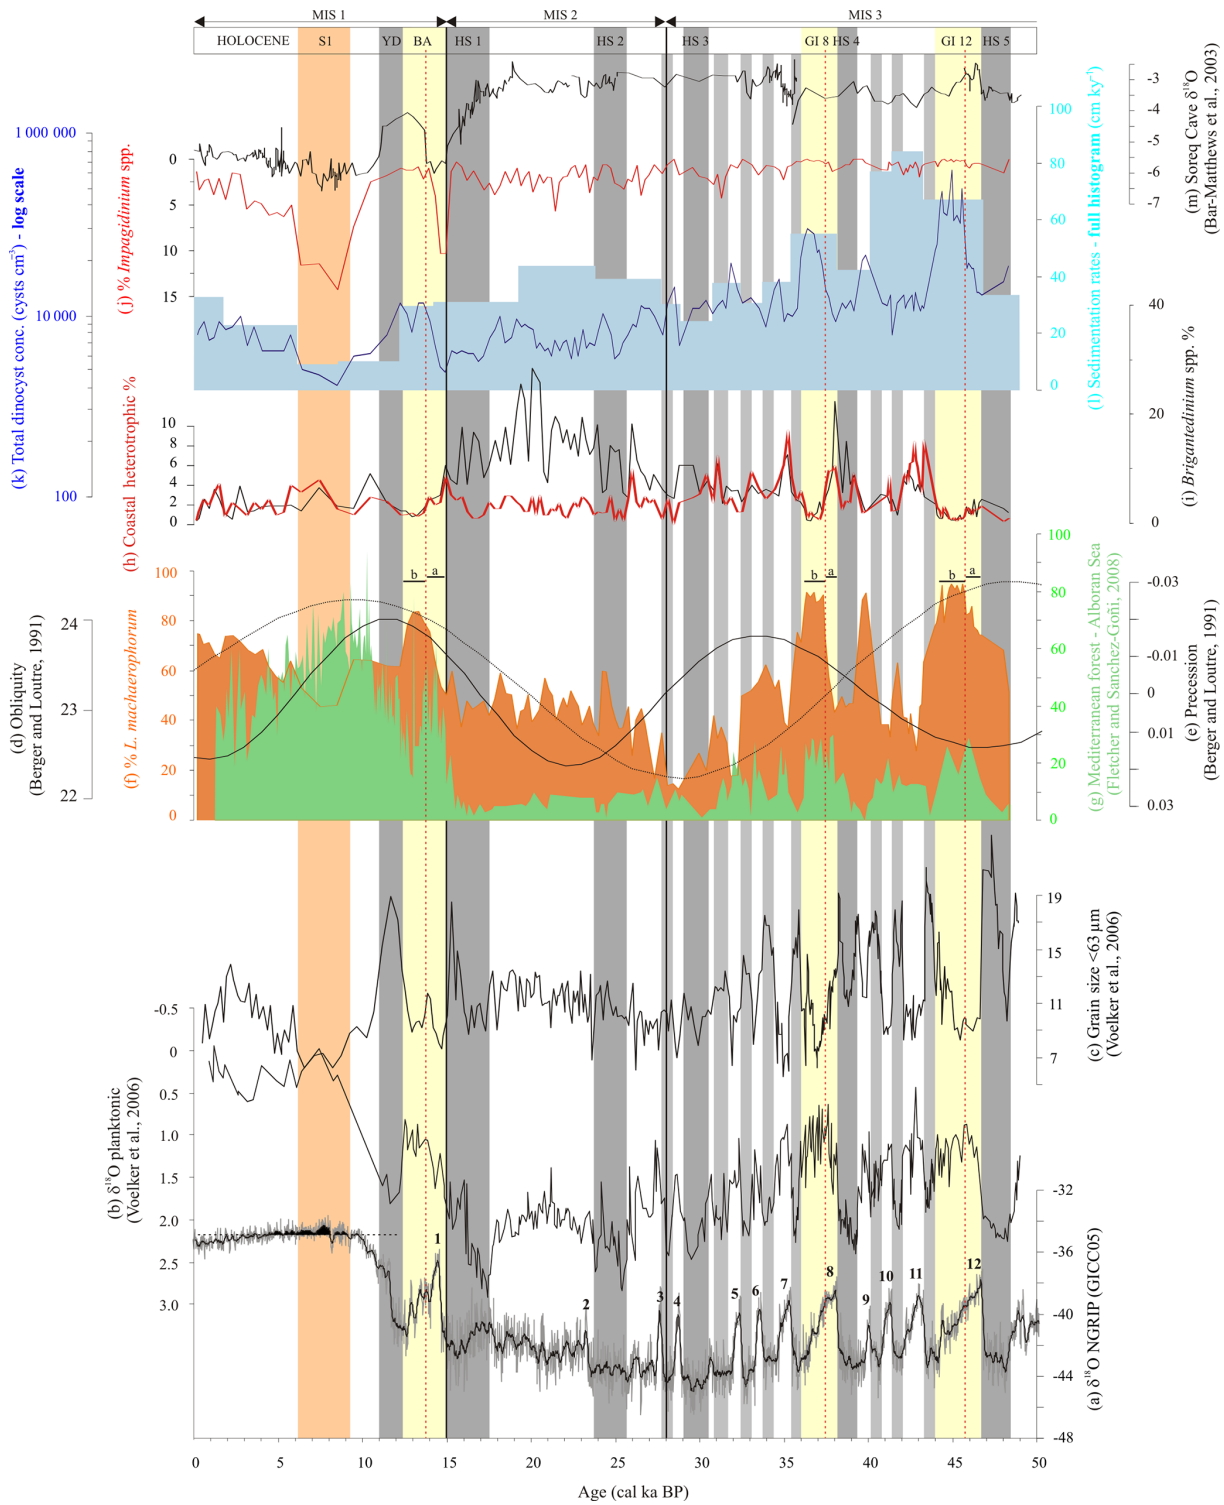 MIS 1 MIS 2 MIS 3
HOLOCENE S1 YD BA HS 1 HS 2 HS 3 GI 8 HS 4 GI 12 HS 5
(m) Soreq Cave δ¹⁸O
(Bar-Matthews et al., 2003)
-3
-4
-5
-6
-7
(l) Sedimentation rates - full histogram (cm ky⁻¹)
100
80
60
40
20
0
(k) Total dinocyst conc. (cysts cm⁻³) - log scale
1 000 000
10 000
100
(j) % Impagidinium spp.
0
5
10
15
(i) Brigantedinium spp. %
40
20
0
(h) Coastal heterotrophic %
10
8
6
4
2
0
b a b a b a
(g) Mediterranean forest - Alboran Sea
(Fletcher and Sanchez-Goñi, 2008)
100
80
60
40
20
0
(f) % L. machaerophorum
100
80
60
40
20
0
(e) Precession
(Berger and Loutre, 1991)
-0.03
-0.01
0
0.01
0.03
(d) Obliquity
(Berger and Loutre, 1991)
24
23
22
(c) Grain size <63 µm
(Voelker et al., 2006)
19
15
11
7
(b) δ¹⁸O planktonic
(Voelker et al., 2006)
-0.5
0
0.5
1.0
1.5
2.0
2.5
3.0
(a) δ¹⁸O NGRIP (GICC05)
-32
-36
-40
-44
-48
1 2 3 4 5 6 7 8 9 10 11 12
0 5 10 15 20 25 30 35 40 45 50
Age (cal ka BP)